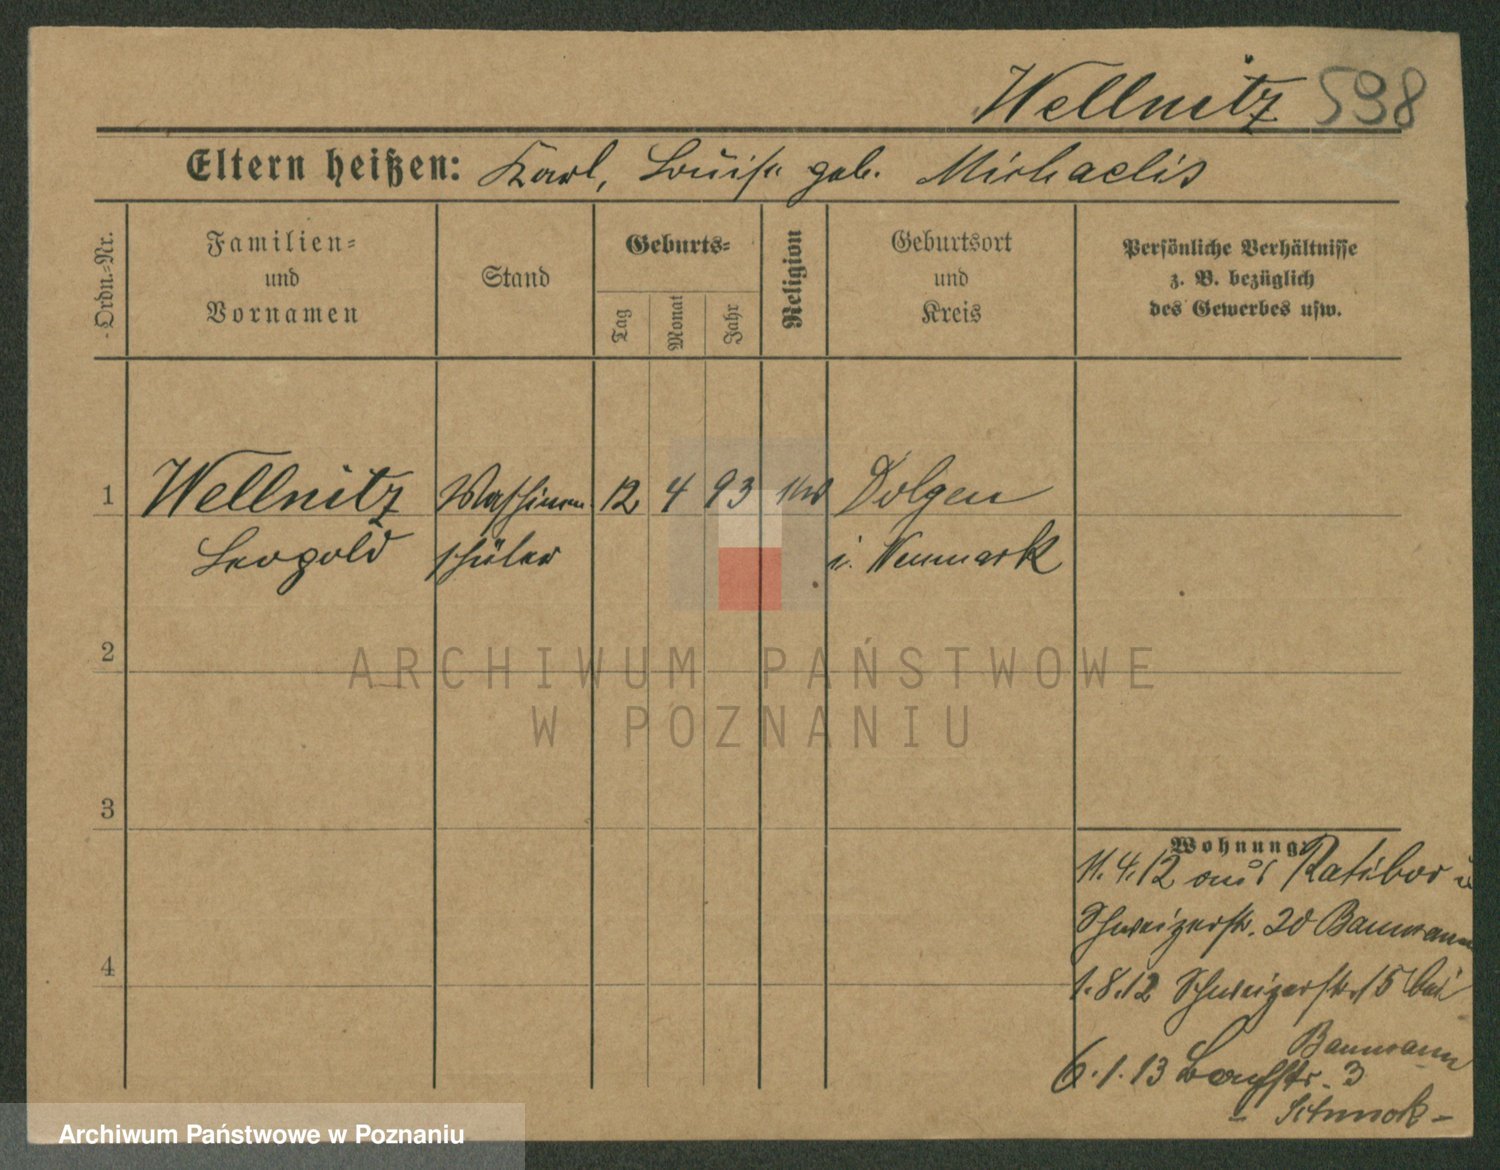 Wellnitz 598
Eltern heißen: Karl, Louise geb. Michaelis
Ordn.-Nr.
Familien-
und
Vornamen
Stand
Geburts-
Tag
Monat
Jahr
Religion
Geburtsort
und
Kreis
Persönliche Verhältnisse
z. B. bezüglich
des Gewerbes usw.
1 Wellnitz Maschinen 12 4 93 Dolgen
Leopold schüler i. Neumark
2
ARCHIWUM PAŃSTWOWE
W POZNANIU
3
Wohnung:
11.4.12 aus Ratibor
Schweizerstr. 20 Baumann
4
1.8.12 Schweizerstr. 15 bei
Baumann
6.1.13 3
Archiwum Państwowe w Poznaniu